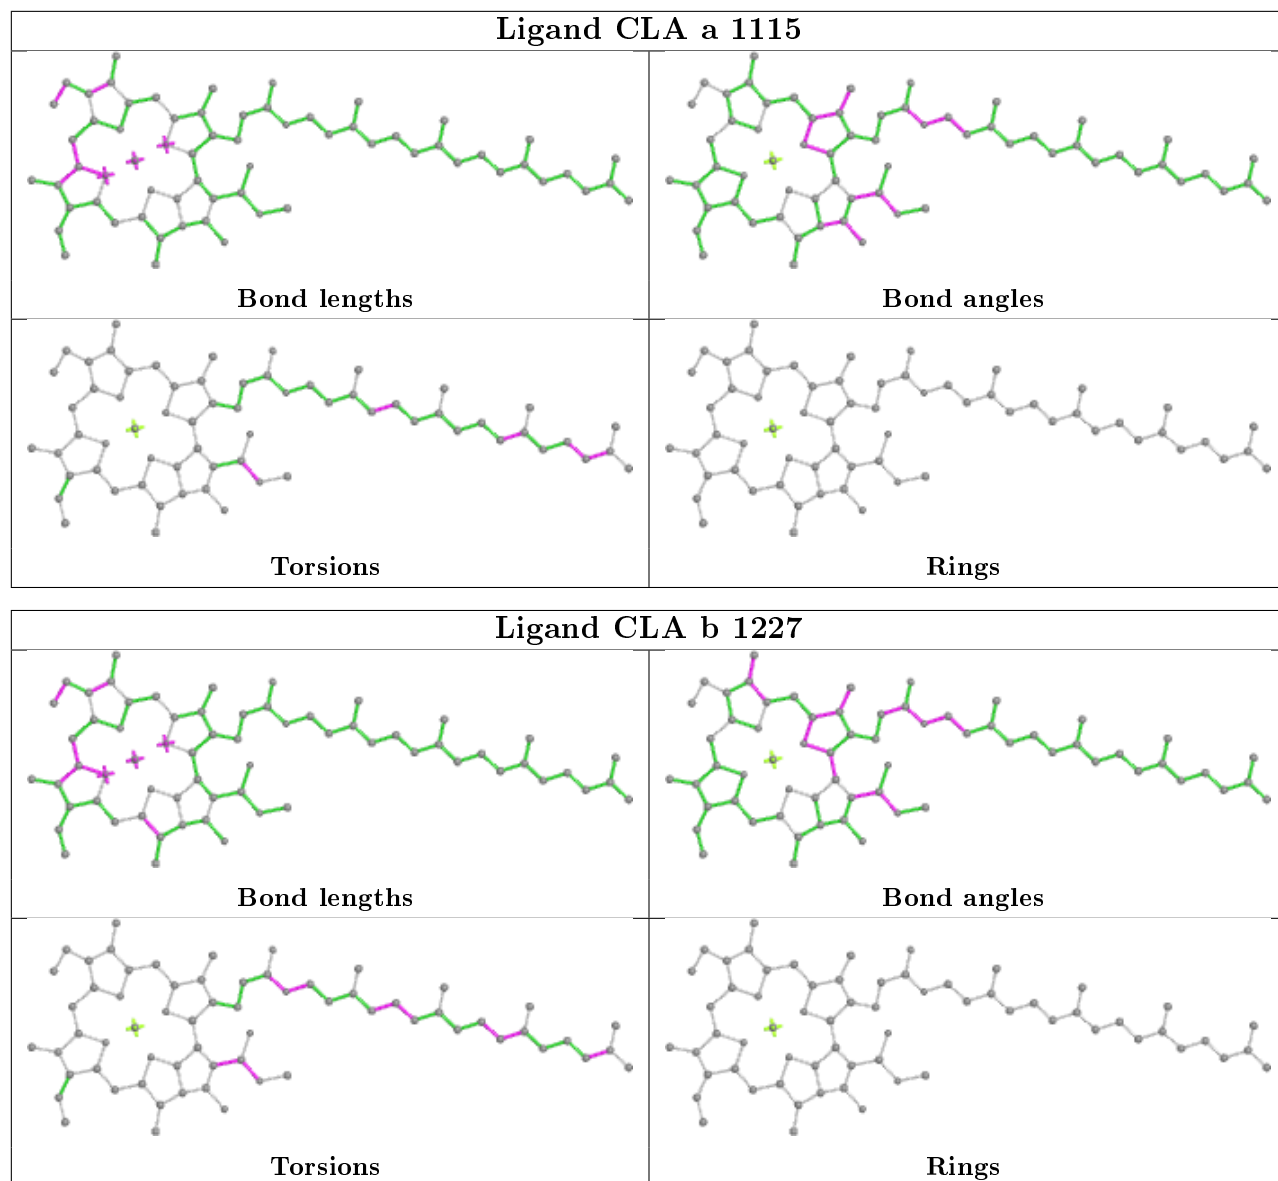 Ligand CLA a 1115
Bond lengths
Bond angles
Torsions
Rings
Ligand CLA b 1227
Bond lengths
Bond angles
Torsions
Rings